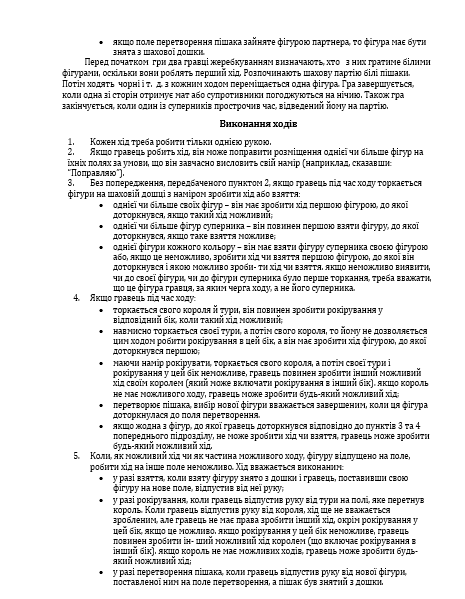 • якщо поле перетворення пішака зайняте фігурою партнера, то фігура має бути
знята з шахової дошки.
Перед початком гри два гравці жеребкуванням визначають, хто з них гратиме білими
фігурами, оскільки вони роблять перший хід. Розпочинають шахову партію білі пішаки.
Потім ходять чорні і т. д. з кожним ходом переміщається одна фігура. Гра завершується,
коли одна зі сторін отримує мат або супротивники погоджуються на нічию. Також гра
закінчується, коли один із суперників прострочив час, відведений йому на партію.
Виконання ходів
1. Кожен хід треба робити тільки однією рукою.
2. Якщо гравець робить хід, він може поправити розміщення однієї чи більше фігур на
їхніх полях за умови, що він завчасно висловить свій намір (наприклад, сказавши:
"Поправляю").
3. Без попередження, передбаченого пунктом 2, якщо гравець під час ходу торкається
фігури на шаховій дошці з наміром зробити хід або взяття:
• однієї чи більше своїх фігур – він має зробити хід першою фігурою, до якої
доторкнувся, якщо такий хід можливий;
• однієї чи більше фігур суперника – він повинен першою взяти фігуру, до якої
доторкнувся, якщо таке взяття можливе;
• однієї фігури кожного кольору – він має взяти фігуру суперника своєю фігурою
або, якщо це неможливо, зробити хід чи взяття першою фігурою, до якої він
доторкнувся і якою можливо зроби- ти хід чи взяття. якщо неможливо виявити,
чи до своєї фігури, чи до фігури суперника було перше торкання, треба вважати,
що це фігура гравця, за яким черга ходу, а не його суперника.
4. Якщо гравець під час ходу:
• торкається свого короля й тури, він повинен зробити рокірування у
відповідний бік, коли такий хід можливий;
• навмисно торкається своєї тури, а потім свого короля, то йому не дозволяється
цим ходом робити рокірування в цей бік, а він має зробити хід фігурою, до якої
доторкнувся першою;
• маючи намір рокірувати, торкається свого короля, а потім своєї тури і
рокірування у цей бік неможливе, гравець повинен зробити інший можливий
хід своїм королем (який може включати рокірування в інший бік). якщо король
не має можливого ходу, гравець може зробити будь-який можливий хід;
• перетворює пішака, вибір нової фігури вважається завершеним, коли ця фігура
доторкнулася до поля перетворення.
• якщо жодна з фігур, до якої гравець доторкнувся відповідно до пунктів 3 та 4
попереднього підрозділу, не може зробити хід чи взяття, гравець може зробити
будь-який можливий хід.
5. Коли, як можливий хід чи як частина можливого ходу, фігуру відпущено на поле,
робити хід на інше поле неможливо. Хід вважається виконаним:
• у разі взяття, коли взяту фігуру знято з дошки і гравець, поставивши свою
фігуру на нове поле, відпустив від неї руку;
• у разі рокірування, коли гравець відпустив руку від тури на полі, яке перетнув
король. Коли гравець відпустив руку від короля, хід ще не вважається
зробленим, але гравець не має права зробити інший хід, окрім рокірування у
цей бік, якщо це можливо. якщо рокірування у цей бік неможливе, гравець
повинен зробити ін- ший можливий хід королем (що включає рокірування в
інший бік). якщо король не має можливих ходів, гравець може зробити будь-
який можливий хід;
• у разі перетворення пішака, коли гравець відпустив руку від нової фігури,
поставленої ним на поле перетворення, а пішак був знятий з дошки.